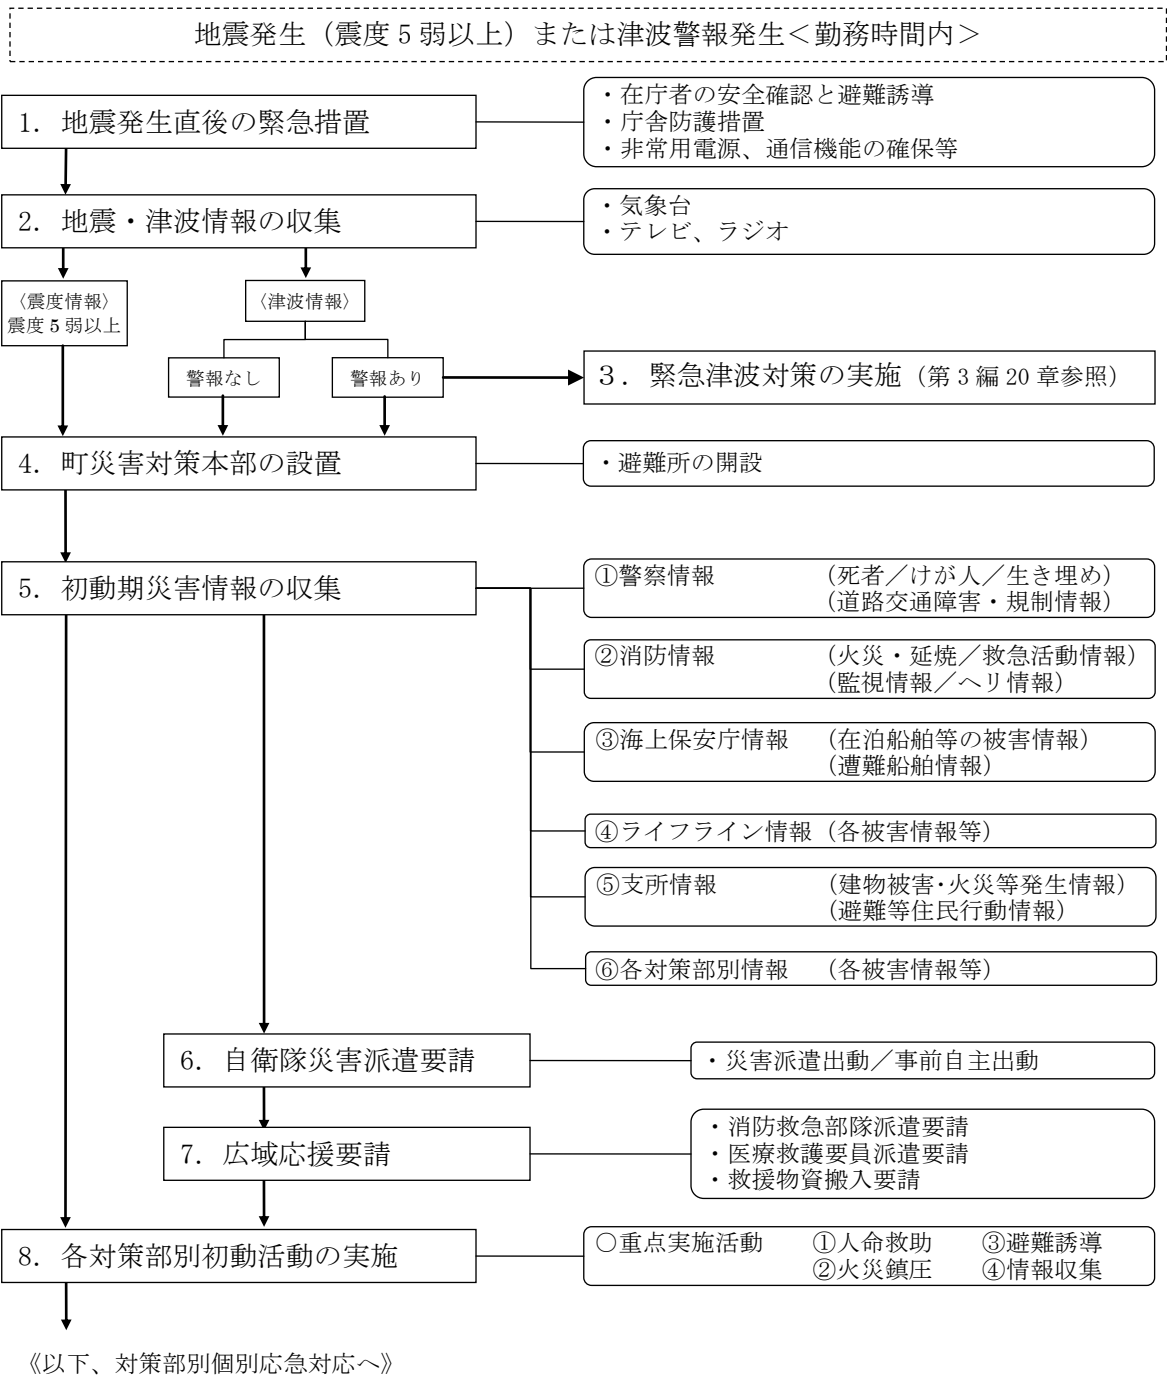 地震発生（震度５弱以上）または津波警報発生＜勤務時間内＞
1．地震発生直後の緊急措置
・在庁者の安全確認と避難誘導
・庁舎防護措置
・非常用電源、通信機能の確保等
2．地震・津波情報の収集
・気象台
・テレビ、ラジオ
〈震度情報〉
震度５弱以上
〈津波情報〉
警報なし
警報あり
３．緊急津波対策の実施（第３編 20 章参照）
4．町災害対策本部の設置
・避難所の開設
5．初動期災害情報の収集
①警察情報 （死者／けが人／生き埋め）
（道路交通障害・規制情報）
②消防情報 （火災・延焼／救急活動情報）
（監視情報／ヘリ情報）
③海上保安庁情報 （在泊船舶等の被害情報）
（遭難船舶情報）
④ライフライン情報（各被害情報等）
⑤支所情報 （建物被害・火災等発生情報）
（避難等住民行動情報）
⑥各対策部別情報 （各被害情報等）
6．自衛隊災害派遣要請
・災害派遣出動／事前自主出動
7．広域応援要請
・消防救急部隊派遣要請
・医療救護要員派遣要請
・救援物資搬入要請
8．各対策部別初動活動の実施
○重点実施活動 ①人命救助 ③避難誘導
②火災鎮圧 ④情報収集
《以下、対策部別個別応急対応へ》